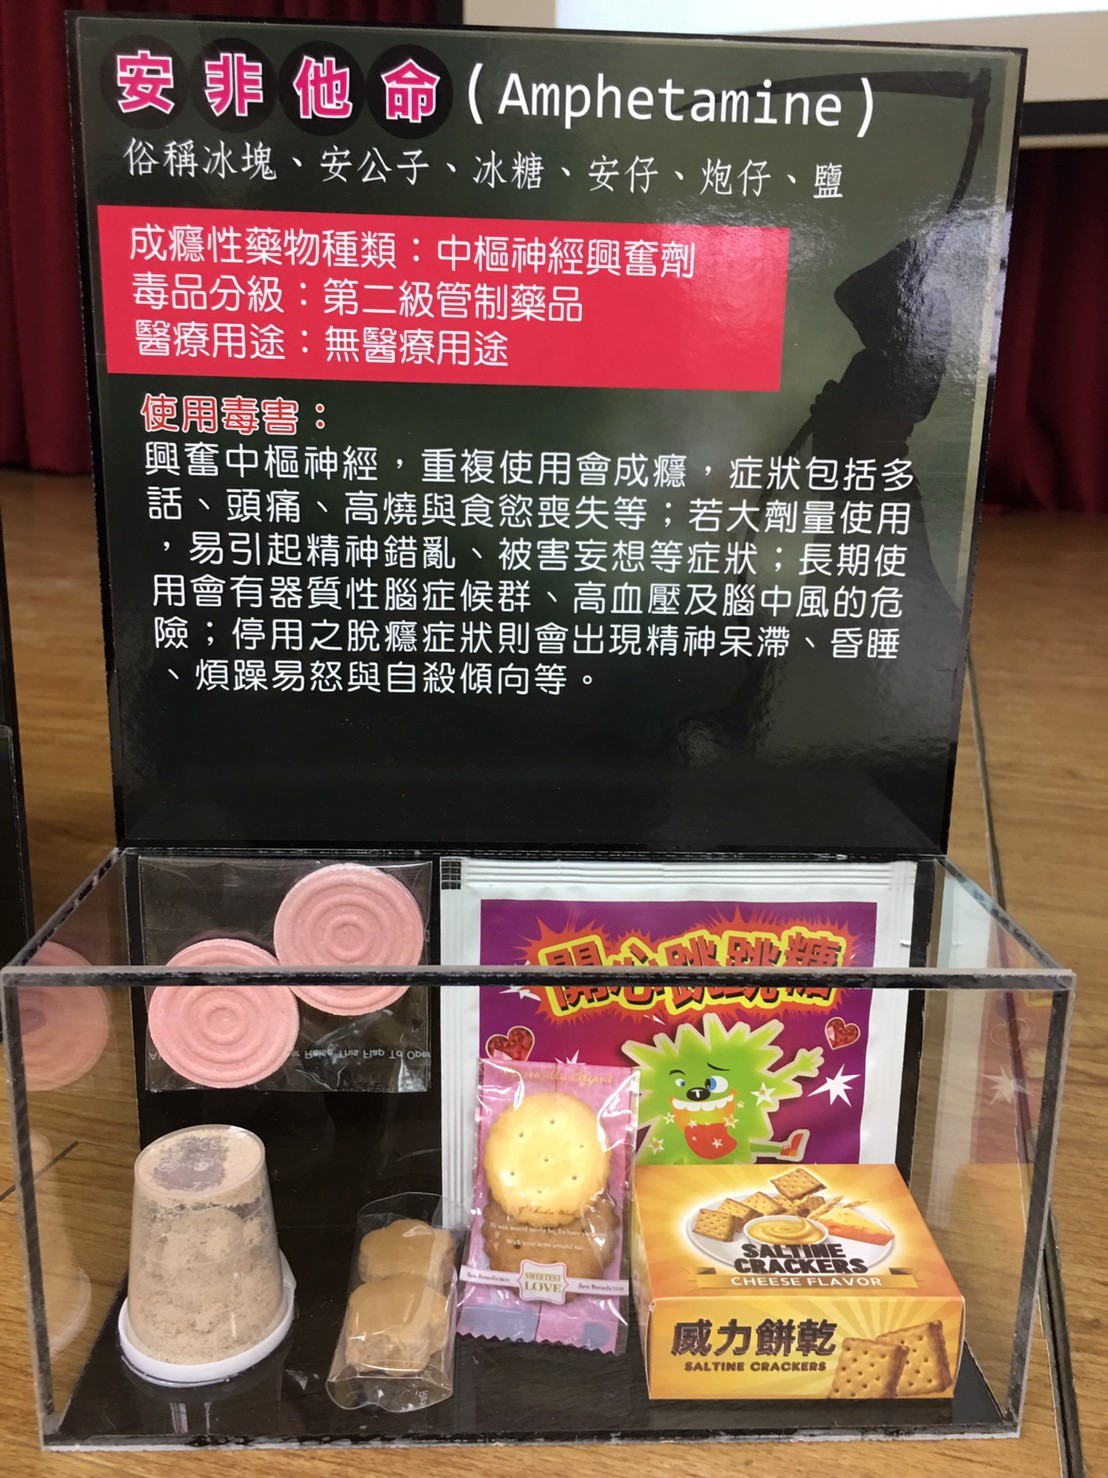 安非他命(Amphetamine)
俗稱冰塊、安公子、冰糖、安仔、炮仔、鹽
成癮性藥物種類：中樞神經興奮劑
毒品分級：第二級管制藥品
醫療用途：無醫療用途
使用毒害：
興奮中樞神經，重複使用會成癮，症狀包括多
話、頭痛、高燒與食慾喪失等；若大劑量使用
，易引起精神錯亂、被害妄想等症狀；長期使
用會有器質性腦症候群、高血壓及腦中風的危
險；停用之脫癮症狀則會出現精神呆滯、昏睡
、煩躁易怒與自殺傾向等。
開心跳跳糖
Raise This Flap To Open
SWEETEST
LOVE
SALTINE
CRACKERS
CHEESE FLAVOR
威力餅乾
SALTINE CRACKERS